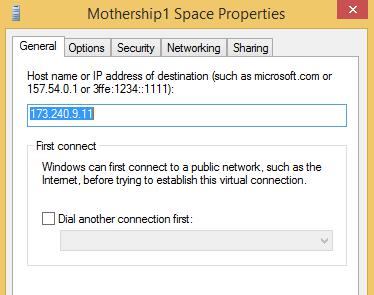 Mothership1 Space Properties
General Options Security Networking Sharing
Host name or IP address of destination (such as microsoft.com or
157.54.0.1 or 3ffe:1234::1111):
173.240.9.11
First connect
Windows can first connect to a public network, such as the
Internet, before trying to establish this virtual connection.
Dial another connection first: